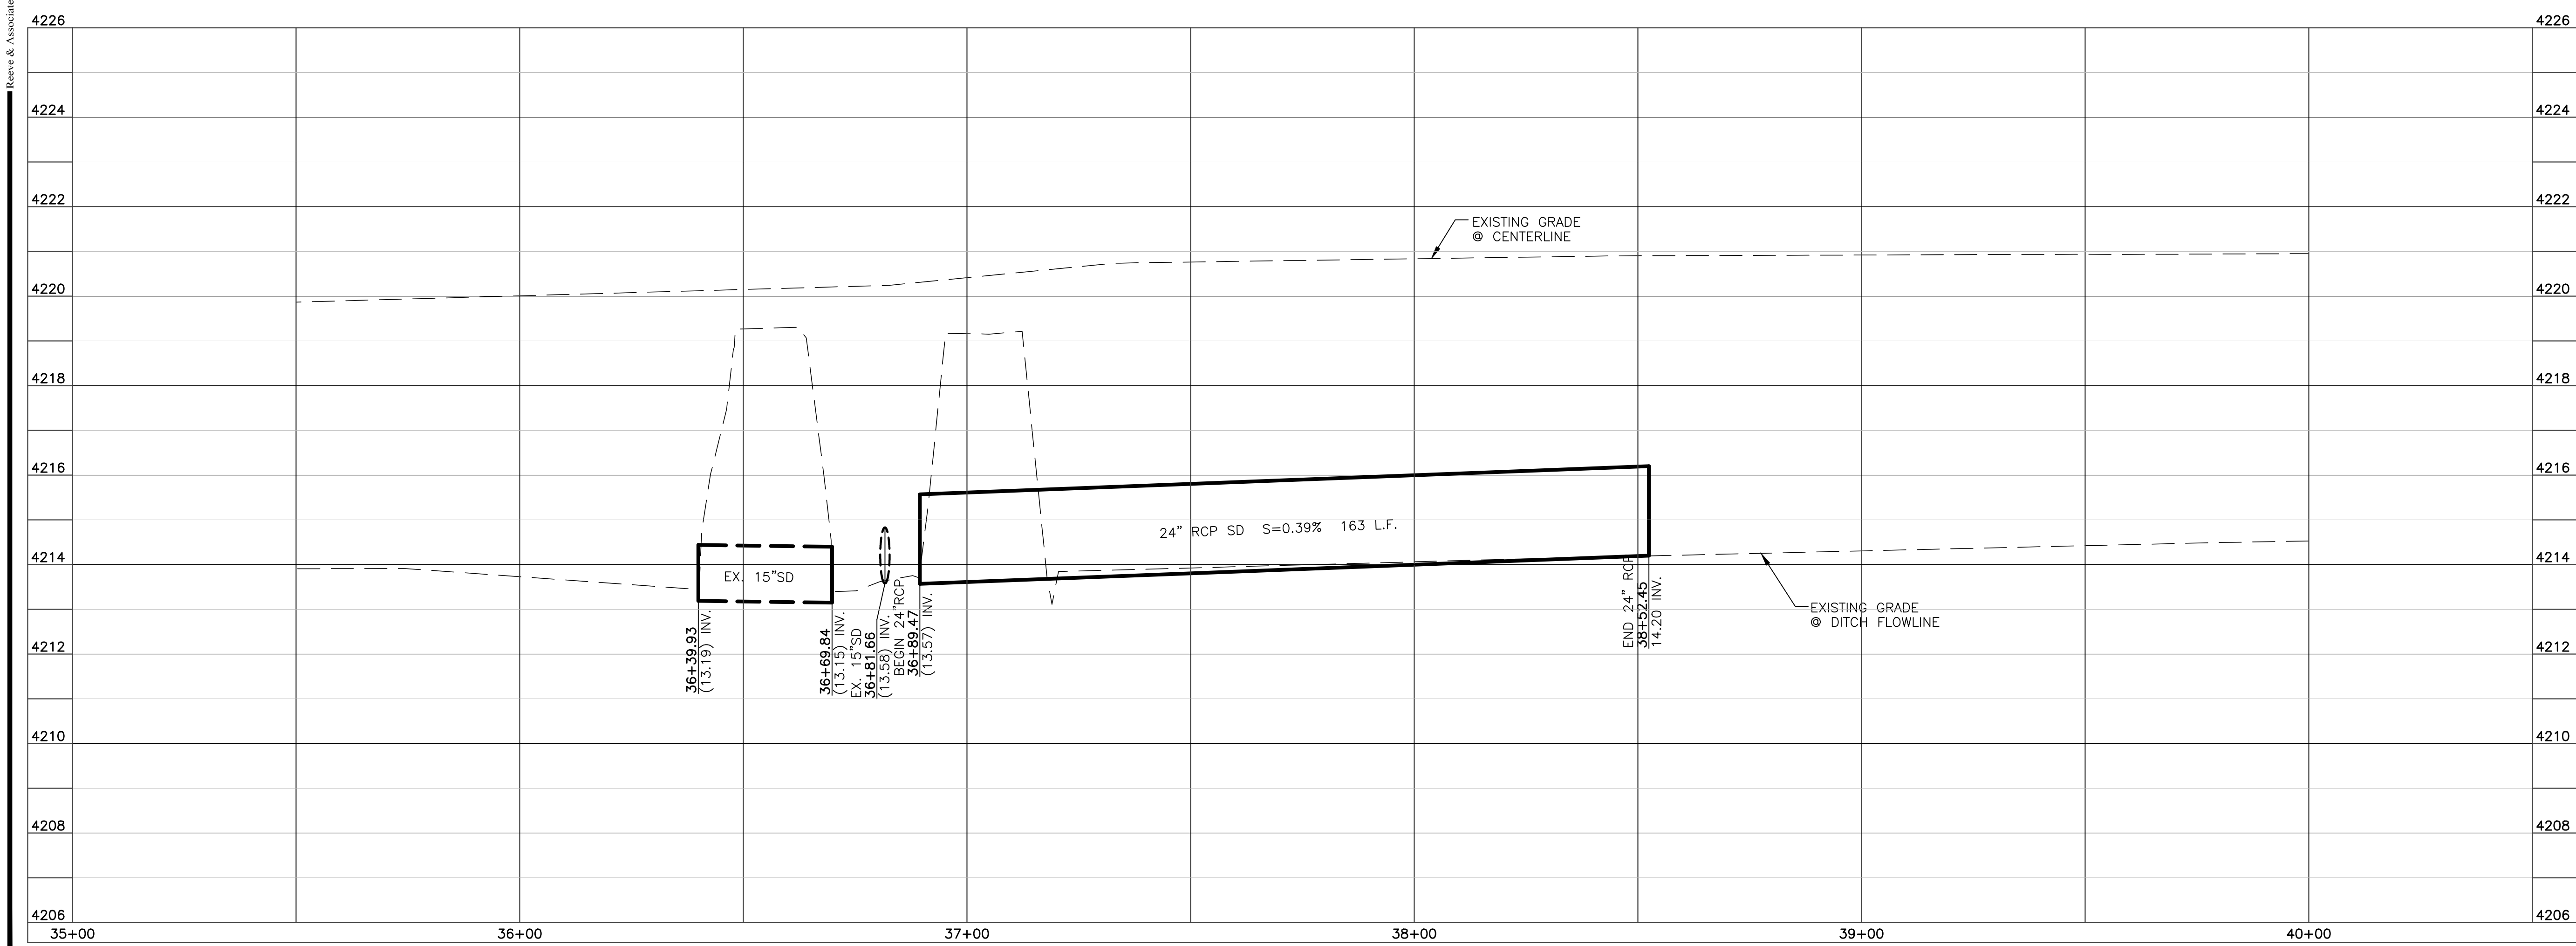 Reeve & Associate
4226
4226
4224
4224
4222
4222
EXISTING GRADE
@ CENTERLINE
4220
4220
4218
4218
4216
4216
24" RCP SD S=0.39% 163 L.F.
4214
4214
EX. 15"SD
EXISTING GRADE
@ DITCH FLOWLINE
36+39.93
(13.19) INV.
36+69.84
(13.15) INV.
EX. 15"SD
36+81.66
(13.58) INV.
BEGIN 24"RCP
36+89.47
(13.57) INV.
END 24" RCP
38+52.45
14.20 INV.
4212
4212
4210
4210
4208
4208
4206
4206
35+00
36+00
37+00
38+00
39+00
40+00